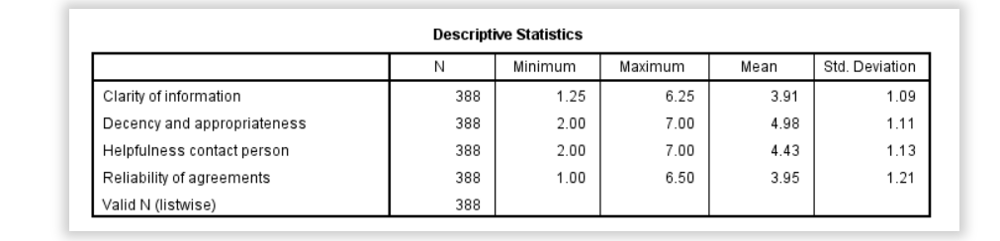 Descriptive Statistics
N Minimum Maximum Mean Std. Deviation
Clarity of information 388 1.25 6.25 3.91 1.09
Decency and appropriateness 388 2.00 7.00 4.98 1.11
Helpfulness contact person 388 2.00 7.00 4.43 1.13
Reliability of agreements 388 1.00 6.50 3.95 1.21
Valid N (listwise) 388